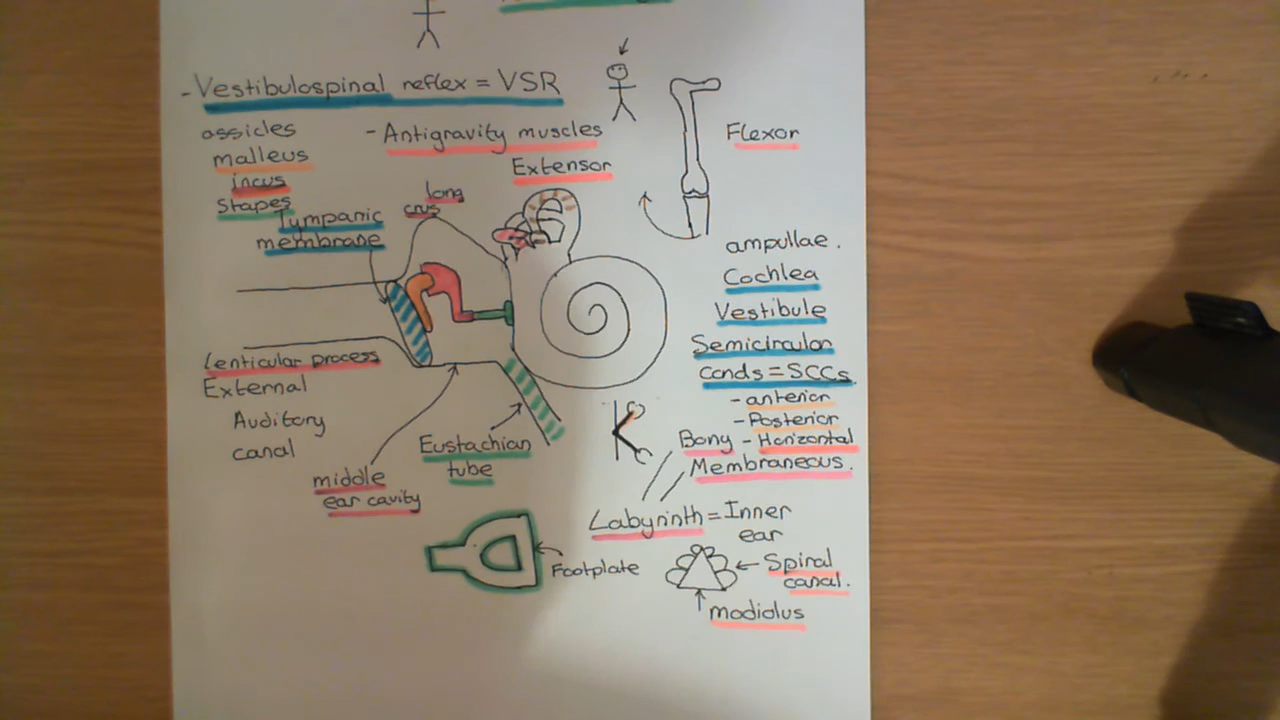 - Vestibulospinal reflex = VSR
assicles
malleus
incus
Stapes
Tympanic
membrane
- Antigravity muscles
Extensor
Flexor
long
crus
ampullae.
Cochlea
Vestibule
Semicircular
canals = SCCs
- anterior
- Posterior
Bony - Horizontal
Membraneous.
Lenticular process
External
Auditory
canal
middle
ear cavity
Eustachian
tube
Labyrinth = Inner
ear
Footplate
Spiral
canal.
modiolus